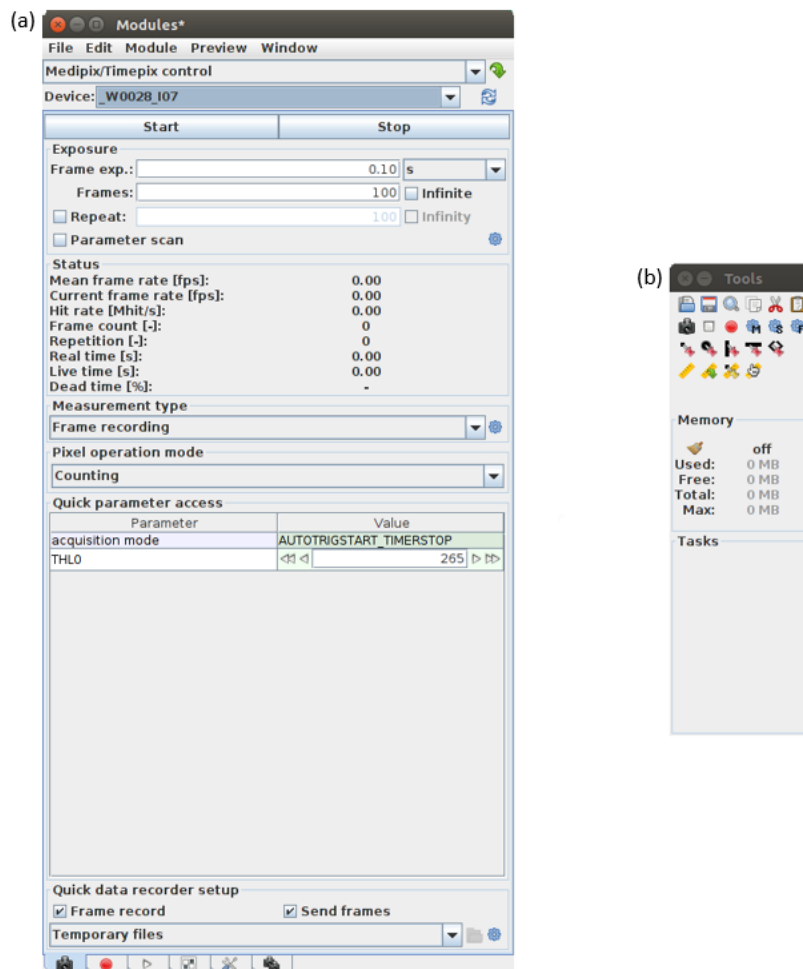 (a)
Modules*
File Edit Module Preview Window
Medipix/Timepix control
Device: _W0028_I07
Start Stop
Exposure
Frame exp.: 0.10 s
Frames: 100 Infinite
Repeat: 100 Infinity
Parameter scan
Status
Mean frame rate [fps]: 0.00
Current frame rate [fps]: 0.00
Hit rate [Mhit/s]: 0.00
Frame count [-]: 0
Repetition [-]: 0
Real time [s]: 0.00
Live time [s]: 0.00
Dead time [%]: -
Measurement type
Frame recording
Pixel operation mode
Counting
Quick parameter access
Parameter Value
acquisition mode AUTOTRIGSTART_TIMERSTOP
THL0 265
Quick data recorder setup
Frame record Send frames
Temporary files
(b)
Tools
M S F
Memory
off
Used: 0 MB
Free: 0 MB
Total: 0 MB
Max: 0 MB
Tasks